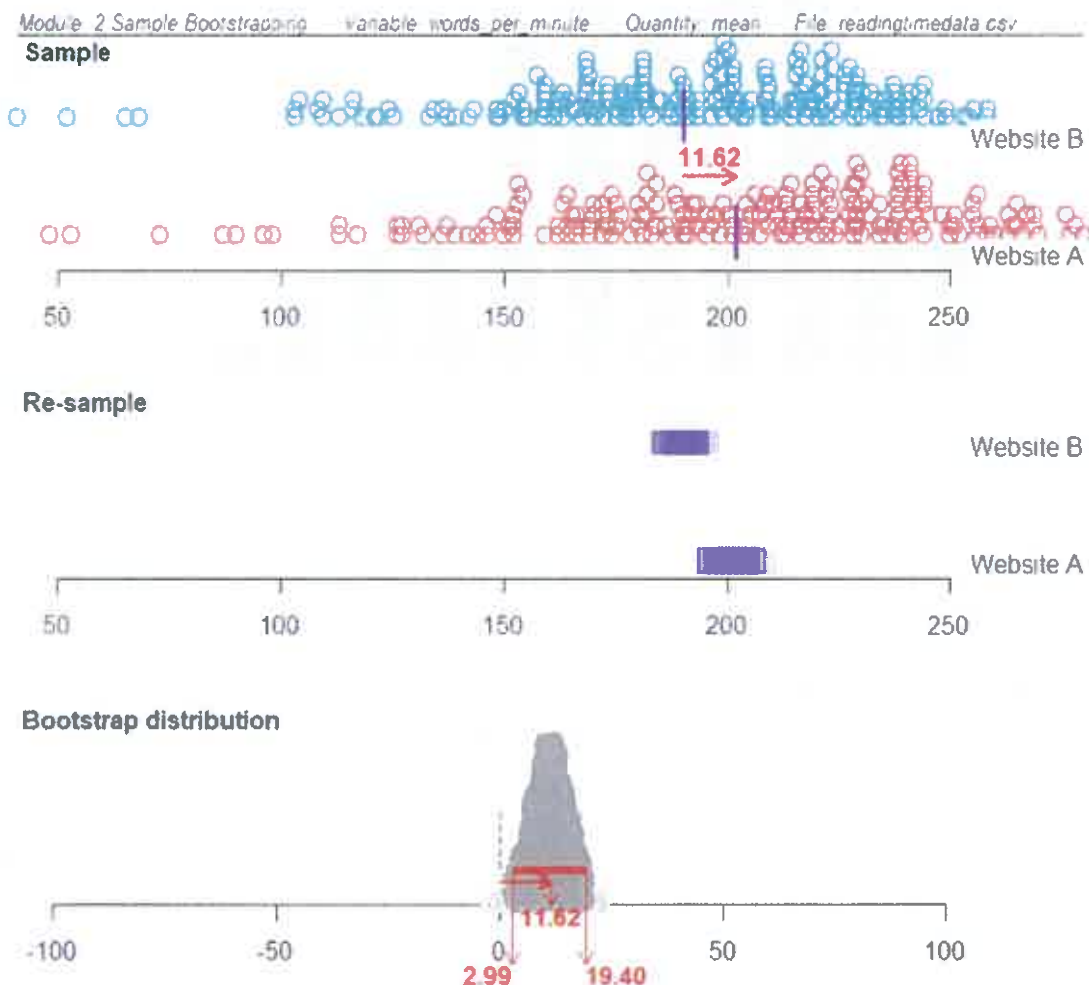 Module 2 Sample Bootstrapping Variable words_per_minute Quantity mean File readingtimedata csv
Sample
Website B
11.62
Website A
50 100 150 200 250
Re-sample
Website B
Website A
50 100 150 200 250
Bootstrap distribution
11.62
-100 -50 0 50 100
2.99 19.40